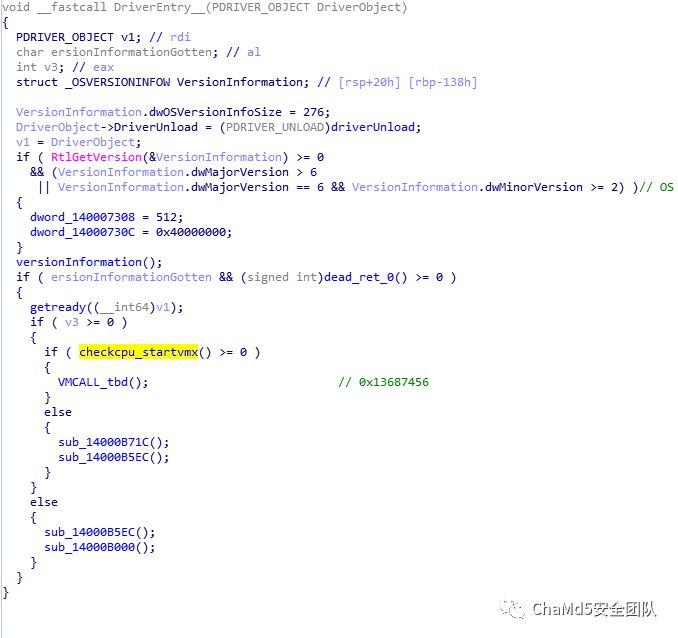 void __fastcall DriverEntry__(PDRIVER_OBJECT DriverObject)
{
  PDRIVER_OBJECT v1; // rdi
  char ersionInformationGotten; // al
  int v3; // eax
  struct _OSVERSIONINFOW VersionInformation; // [rsp+20h] [rbp-138h]

  VersionInformation.dwOSVersionInfoSize = 276;
  DriverObject->DriverUnload = (PDRIVER_UNLOAD)driverUnload;
  v1 = DriverObject;
  if ( RtlGetVersion(&VersionInformation) >= 0
    && (VersionInformation.dwMajorVersion > 6
     || VersionInformation.dwMajorVersion == 6 && VersionInformation.dwMinorVersion >= 2) )// OS
  {
    dword_140007308 = 512;
    dword_14000730C = 0x40000000;
  }
  versionInformation();
  if ( ersionInformationGotten && (signed int)dead_ret_0() >= 0 )
  {
    getready((__int64)v1);
    if ( v3 >= 0 )
    {
      if ( checkcpu_startvmx() >= 0 )
      {
        VMCALL_tbd();                           // 0x13687456
      }
      else
      {
        sub_14000B71C();
        sub_14000B5EC();
      }
    }
    else
    {
      sub_14000B5EC();
      sub_14000B000();
    }
  }
}
ChaMd5安全团队